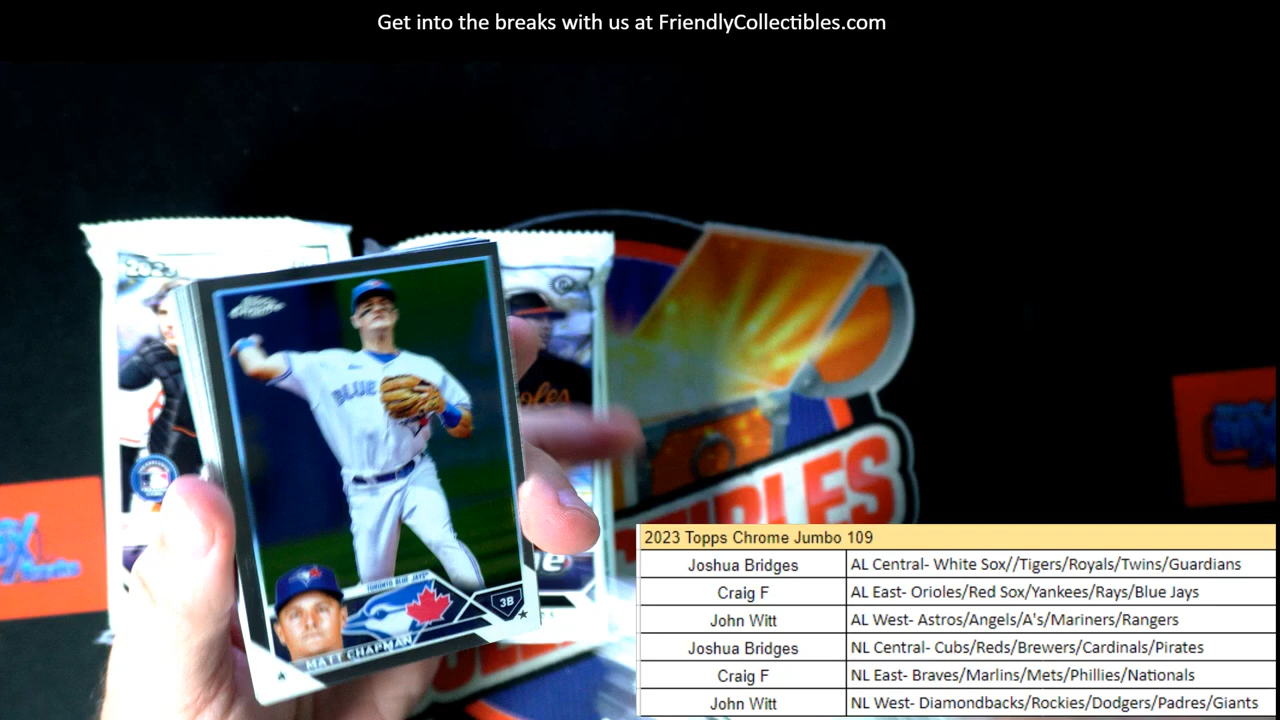 Get into the breaks with us at FriendlyCollectibles.com
2023
Topps Chrome
BLUE
oles
TORONTO BLUE JAYS
3B
MATT CHAPMAN
2023 Topps Chrome Jumbo 109
Joshua Bridges AL Central- White Sox//Tigers/Royals/Twins/Guardians
Craig F AL East- Orioles/Red Sox/Yankees/Rays/Blue Jays
John Witt AL West- Astros/Angels/A's/Mariners/Rangers
Joshua Bridges NL Central- Cubs/Reds/Brewers/Cardinals/Pirates
Craig F NL East- Braves/Marlins/Mets/Phillies/Nationals
John Witt NL West- Diamondbacks/Rockies/Dodgers/Padres/Giants